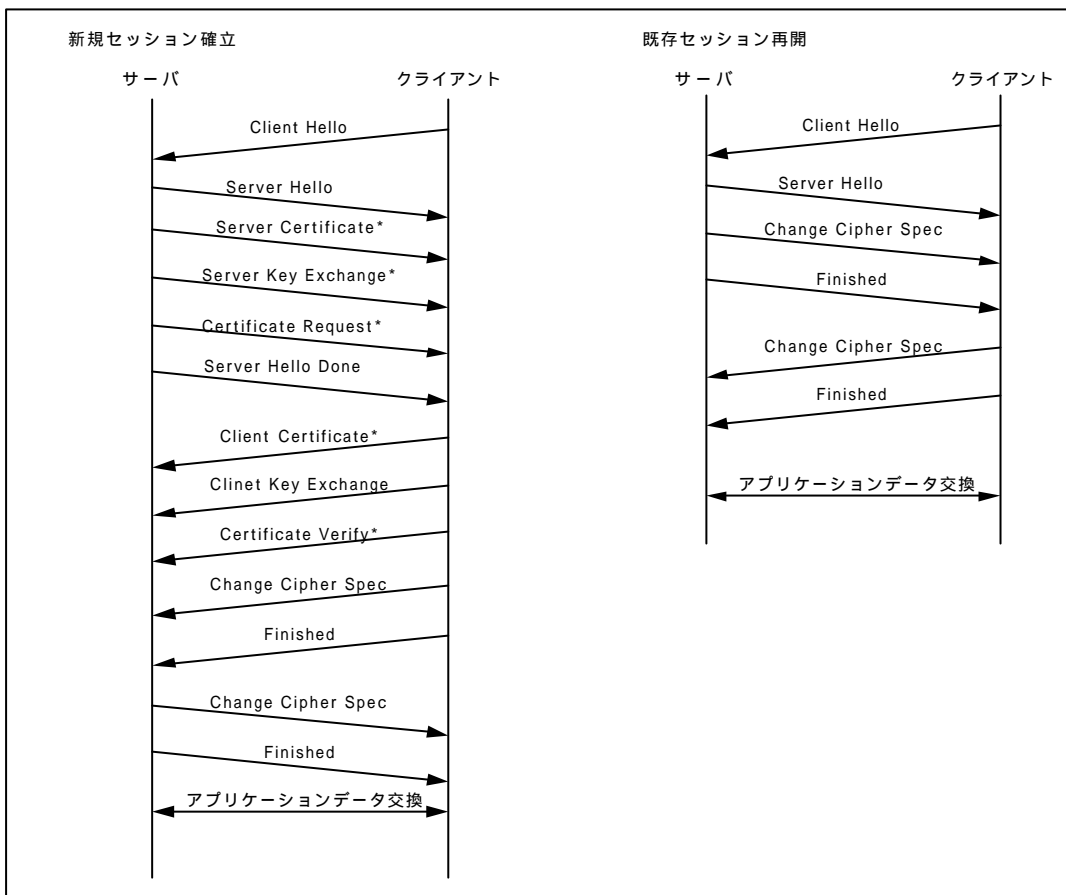 新規セッション確立
サーバ
クライアント
Client Hello
Server Hello
Server Certificate*
Server Key Exchange*
Certificate Request*
Server Hello Done
Client Certificate*
Clinet Key Exchange
Certificate Verify*
Change Cipher Spec
Finished
Change Cipher Spec
Finished
アプリケーションデータ交換
既存セッション再開
サーバ
クライアント
Client Hello
Server Hello
Change Cipher Spec
Finished
Change Cipher Spec
Finished
アプリケーションデータ交換